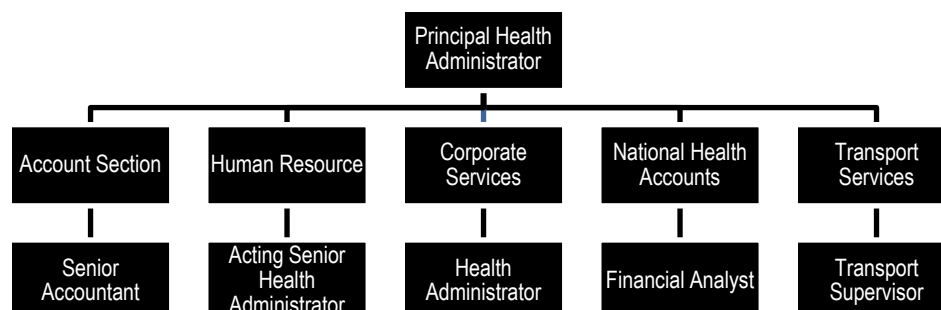 Principal Health
Administrator
Account Section
Human Resource
Corporate
Services
National Health
Accounts
Transport
Services
Senior
Accountant
Acting Senior
Health
Administrator
Health
Administrator
Financial Analyst
Transport
Supervisor